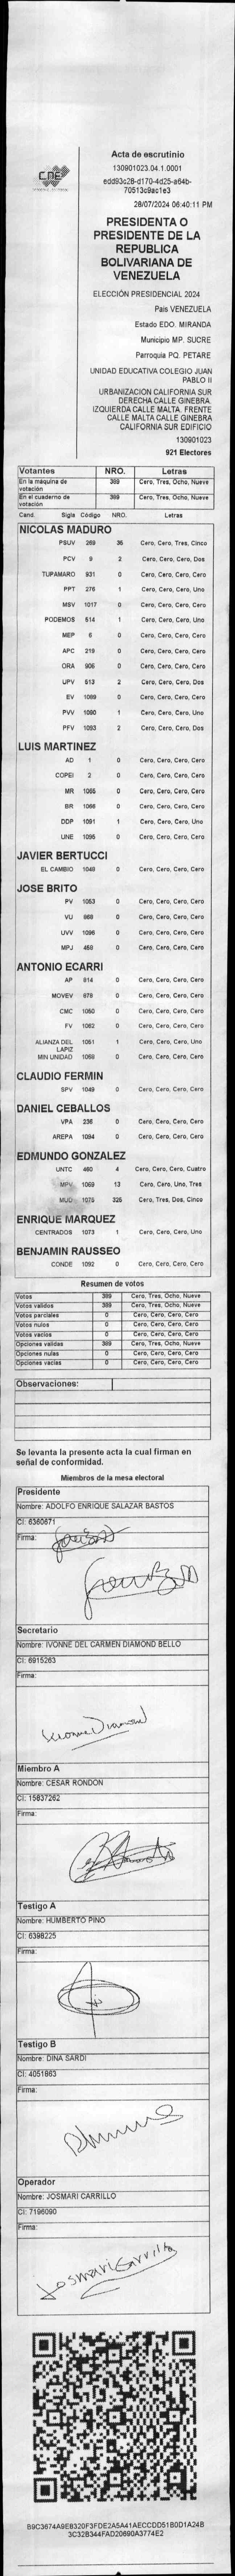 CNE
Acta de escrutinio
130901023.04.1.0001
edd93c28-d170-4d25-a64b-
70513c9ac1e3
28/07/2024 06:40:11 PM
PRESIDENTA O
PRESIDENTE DE LA
REPUBLICA
BOLIVARIANA DE
VENEZUELA
ELECCIÓN PRESIDENCIAL 2024
Pais VENEZUELA
Estado EDO. MIRANDA
Municipio MP. SUCRE
Parroquia PQ. PETARE
UNIDAD EDUCATIVA COLEGIO JUAN
PABLO II
URBANIZACION CALIFORNIA SUR
DERECHA CALLE GINEBRA.
IZQUIERDA CALLE MALTA. FRENTE
CALLE MALTA CALLE GINEBRA
CALIFORNIA SUR EDIFICIO
130901023
921 Electores
Votantes NRO. Letras
En la máquina de votación 389 Cero, Tres, Ocho, Nueve
En el cuaderno de votación 389 Cero, Tres, Ocho, Nueve
Cand. Sigla Código NRO. Letras
NICOLAS MADURO
PSUV 269 35 Cero, Cero, Tres, Cinco
PCV 9 2 Cero, Cero, Cero, Dos
TUPAMARO 931 0 Cero, Cero, Cero, Cero
PPT 276 1 Cero, Cero, Cero, Uno
MSV 1017 0 Cero, Cero, Cero, Cero
PODEMOS 514 1 Cero, Cero, Cero, Uno
MEP 6 0 Cero, Cero, Cero, Cero
APC 219 0 Cero, Cero, Cero, Cero
ORA 906 0 Cero, Cero, Cero, Cero
UPV 513 2 Cero, Cero, Cero, Dos
EV 1089 0 Cero, Cero, Cero, Cero
PVV 1090 1 Cero, Cero, Cero, Uno
PFV 1093 2 Cero, Cero, Cero, Dos
LUIS MARTINEZ
AD 1 0 Cero, Cero, Cero, Cero
COPEI 2 0 Cero, Cero, Cero, Cero
MR 1065 0 Cero, Cero, Cero, Cero
BR 1066 0 Cero, Cero, Cero, Cero
DDP 1091 1 Cero, Cero, Cero, Uno
UNE 1095 0 Cero, Cero, Cero, Cero
JAVIER BERTUCCI
EL CAMBIO 1048 0 Cero, Cero, Cero, Cero
JOSE BRITO
PV 1053 0 Cero, Cero, Cero, Cero
VU 868 0 Cero, Cero, Cero, Cero
UVV 1096 0 Cero, Cero, Cero, Cero
MPJ 458 0 Cero, Cero, Cero, Cero
ANTONIO ECARRI
AP 814 0 Cero, Cero, Cero, Cero
MOVEV 878 0 Cero, Cero, Cero, Cero
CMC 1050 0 Cero, Cero, Cero, Cero
FV 1062 0 Cero, Cero, Cero, Cero
ALIANZA DEL LAPIZ 1051 1 Cero, Cero, Cero, Uno
MIN UNIDAD 1068 0 Cero, Cero, Cero, Cero
CLAUDIO FERMIN
SPV 1049 0 Cero, Cero, Cero, Cero
DANIEL CEBALLOS
VPA 236 0 Cero, Cero, Cero, Cero
AREPA 1094 0 Cero, Cero, Cero, Cero
EDMUNDO GONZALEZ
UNTC 460 4 Cero, Cero, Cero, Cuatro
MPV 1069 13 Cero, Cero, Uno, Tres
MUD 1075 325 Cero, Tres, Dos, Cinco
ENRIQUE MARQUEZ
CENTRADOS 1073 1 Cero, Cero, Cero, Uno
BENJAMIN RAUSSEO
CONDE 1092 0 Cero, Cero, Cero, Cero
Resumen de votos
Votos 389 Cero, Tres, Ocho, Nueve
Votos validos 389 Cero, Tres, Ocho, Nueve
Votos parciales 0 Cero, Cero, Cero, Cero
Votos nulos 0 Cero, Cero, Cero, Cero
Votos vacios 0 Cero, Cero, Cero, Cero
Opciones validas 389 Cero, Tres, Ocho, Nueve
Opciones nulas 0 Cero, Cero, Cero, Cero
Opciones vacias 0 Cero, Cero, Cero, Cero
Observaciones:
Se levanta la presente acta la cual firman en
señal de conformidad.
Miembros de la mesa electoral
Presidente
Nombre: ADOLFO ENRIQUE SALAZAR BASTOS
CI: 6360671
Firma:
Secretario
Nombre: IVONNE DEL CARMEN DIAMOND BELLO
CI: 6915263
Firma:
Ivonne Diamond
Miembro A
Nombre: CESAR RONDON
CI: 15837262
Firma:
Testigo A
Nombre: HUMBERTO PINO
CI: 6398225
Firma:
Testigo B
Nombre: DINA SARDI
CI: 4051863
Firma:
Operador
Nombre: JOSMARI CARRILLO
CI: 7196090
Firma:
Josmari Carrillo
B9C3674A9E8320F3FDE2A5A41AECCDD51B0D1A24B
3C32B344FAD20690A3774E2